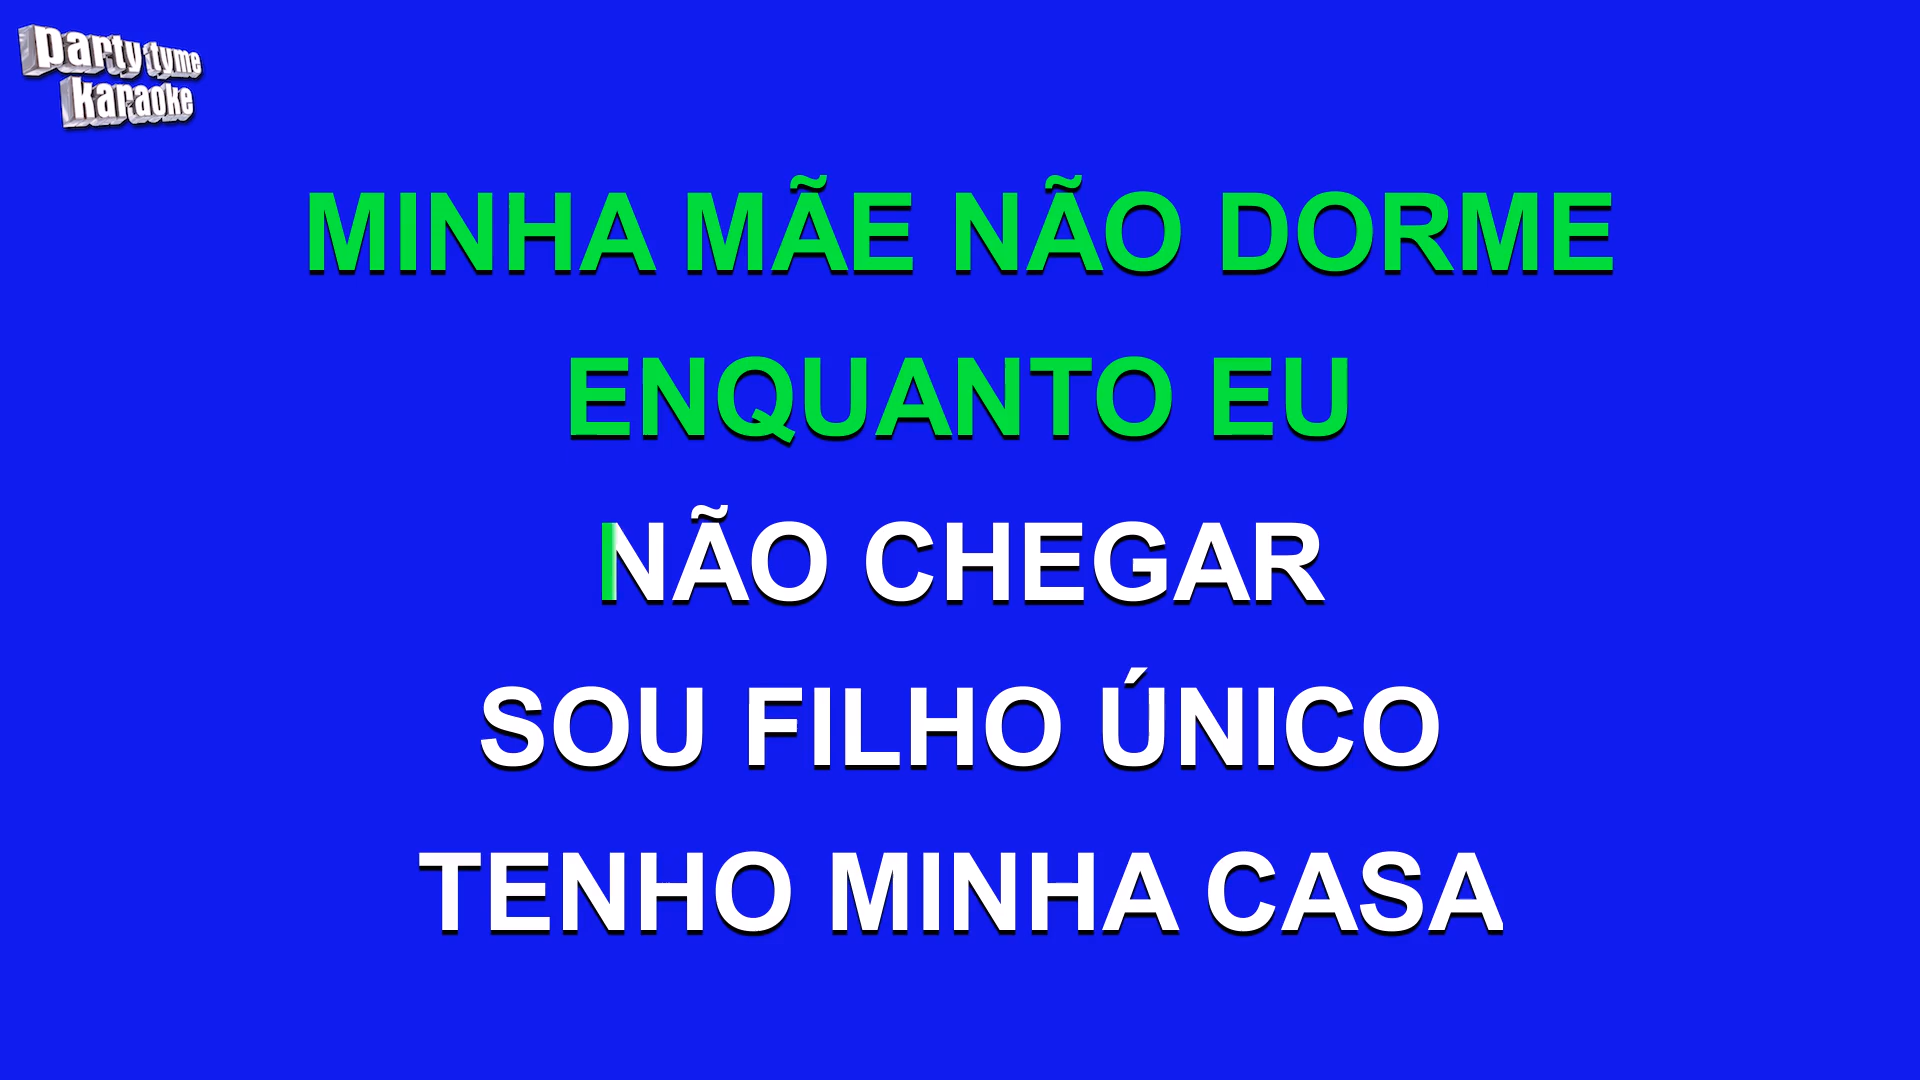 party tyme
karaoke
MINHA MÃE NÃO DORME
ENQUANTO EU
NÃO CHEGAR
SOU FILHO ÚNICO
TENHO MINHA CASA